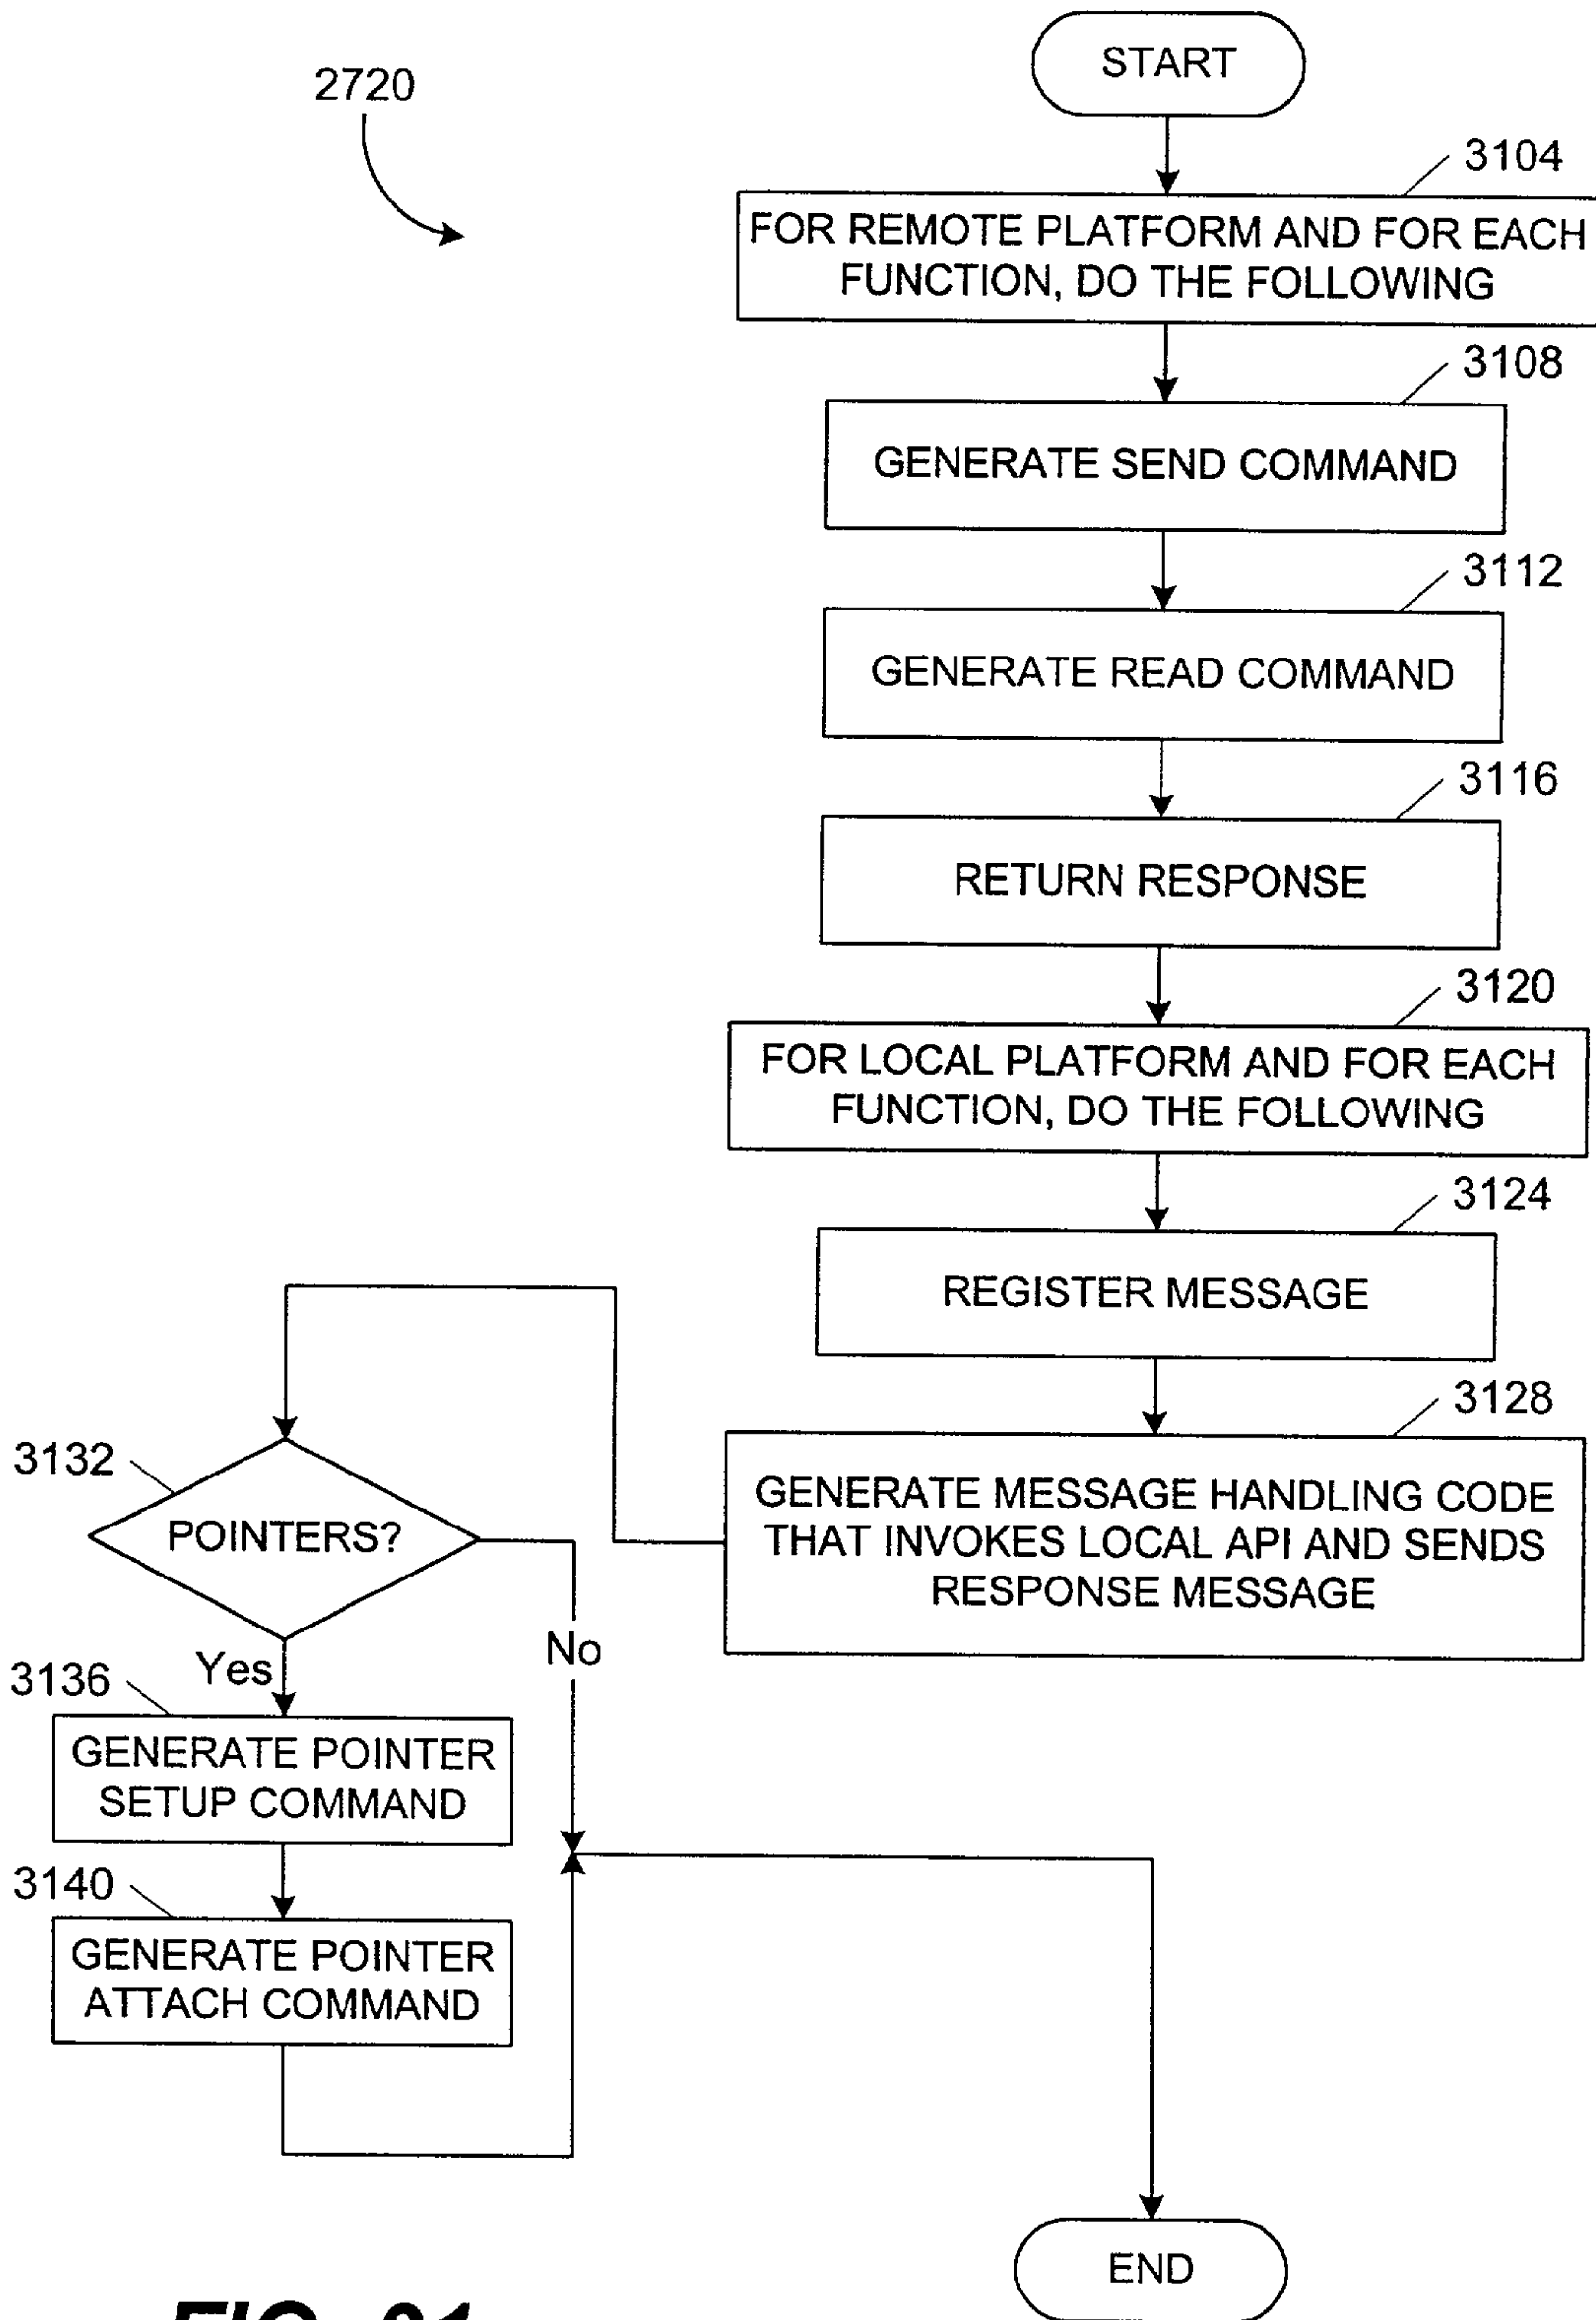 2720
START
3104
FOR REMOTE PLATFORM AND FOR EACH
FUNCTION, DO THE FOLLOWING
3108
GENERATE SEND COMMAND
3112
GENERATE READ COMMAND
3116
RETURN RESPONSE
3120
FOR LOCAL PLATFORM AND FOR EACH
FUNCTION, DO THE FOLLOWING
3124
REGISTER MESSAGE
3128
GENERATE MESSAGE HANDLING CODE
THAT INVOKES LOCAL API AND SENDS
RESPONSE MESSAGE
3132
POINTERS?
No
Yes
3136
GENERATE POINTER
SETUP COMMAND
3140
GENERATE POINTER
ATTACH COMMAND
END
FIG. 31